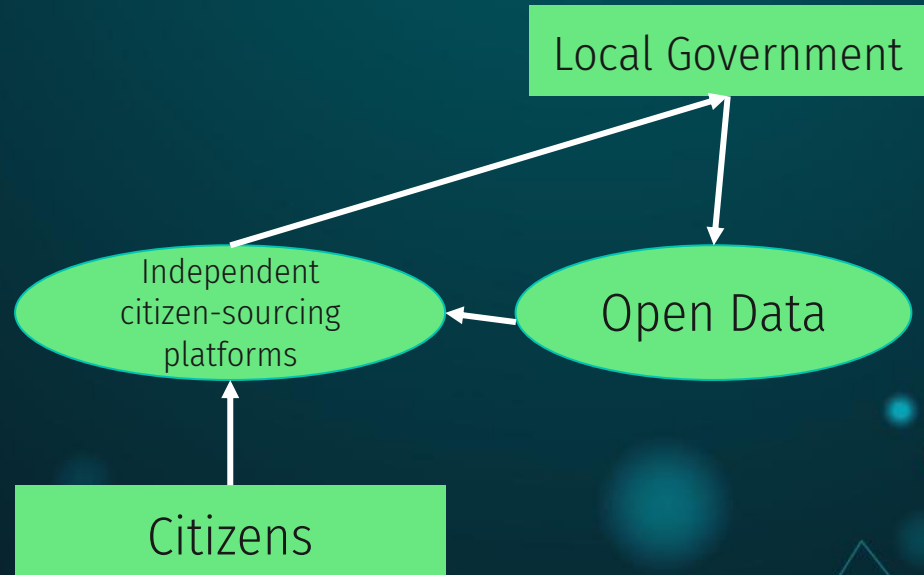 Local Government
Independent
citizen-sourcing
platforms
Open Data
Citizens